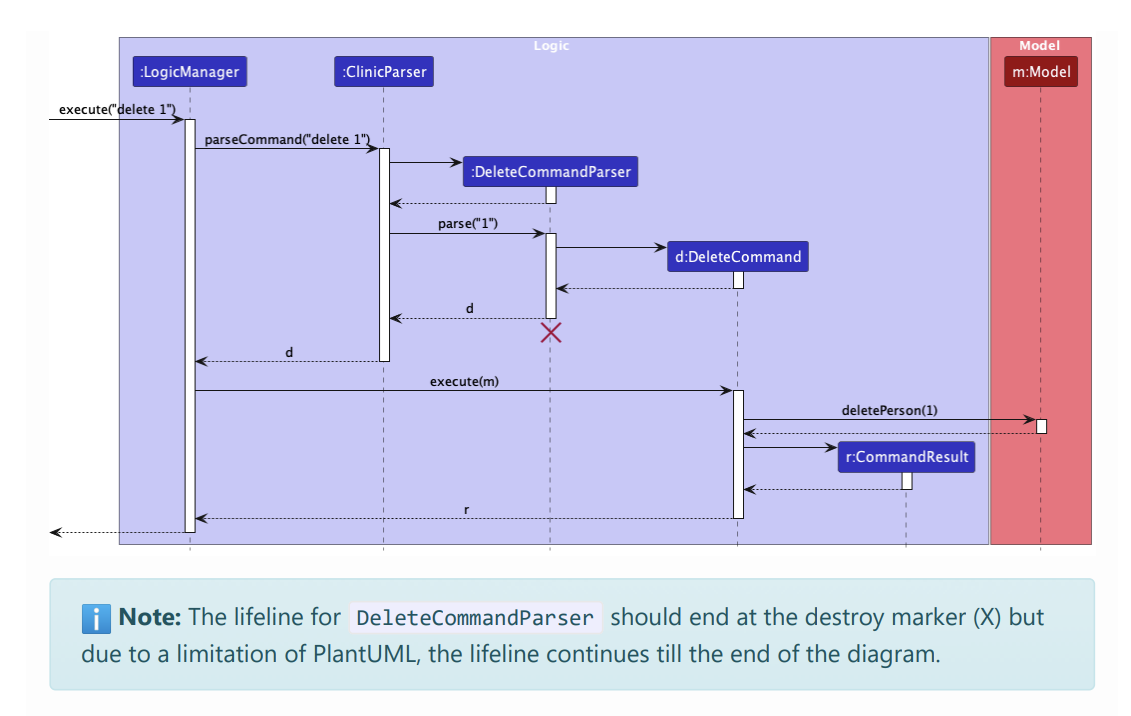 Logic
Model
:LogicManager
:ClinicParser
m:Model
execute("delete 1")
parseCommand("delete 1")
:DeleteCommandParser
parse("1")
d:DeleteCommand
d
d
execute(m)
deletePerson(1)
r:CommandResult
r
i Note: The lifeline for DeleteCommandParser should end at the destroy marker (X) but
due to a limitation of PlantUML, the lifeline continues till the end of the diagram.